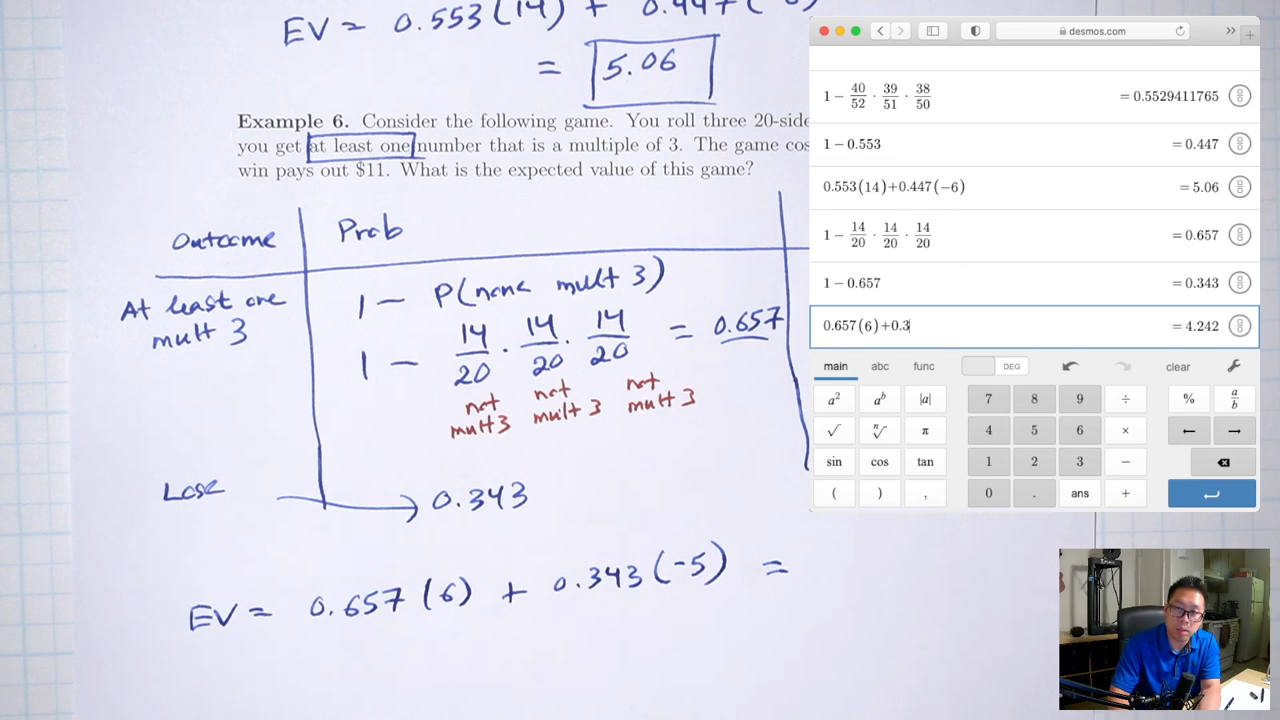 EV = 0.553(14) + 0.447(-6)
= 5.06
Example 6. Consider the following game. You roll three 20-side
you get at least one number that is a multiple of 3. The game cos
win pays out $11. What is the expected value of this game?
Outcome
Prob
At least one
mult 3
1 — P(none mult 3)
1 — 14/20 · 14/20 · 14/20 = 0.657
not not not
mult 3 mult 3 mult 3
Lose
0.343
EV = 0.657(6) + 0.343(-5) =
desmos.com
1 − 40/52 · 39/51 · 38/50 = 0.5529411765
1 − 0.553 = 0.447
0.553(14)+0.447(−6) = 5.06
1 − 14/20 · 14/20 · 14/20 = 0.657
1 − 0.657 = 0.343
0.657(6)+0.3 = 4.242
main abc func DEG clear
a² aᵇ |a| 7 8 9 ÷ % a/b
√ ⁿ√ π 4 5 6 × ← →
sin cos tan 1 2 3 −
( ) , 0 . ans +